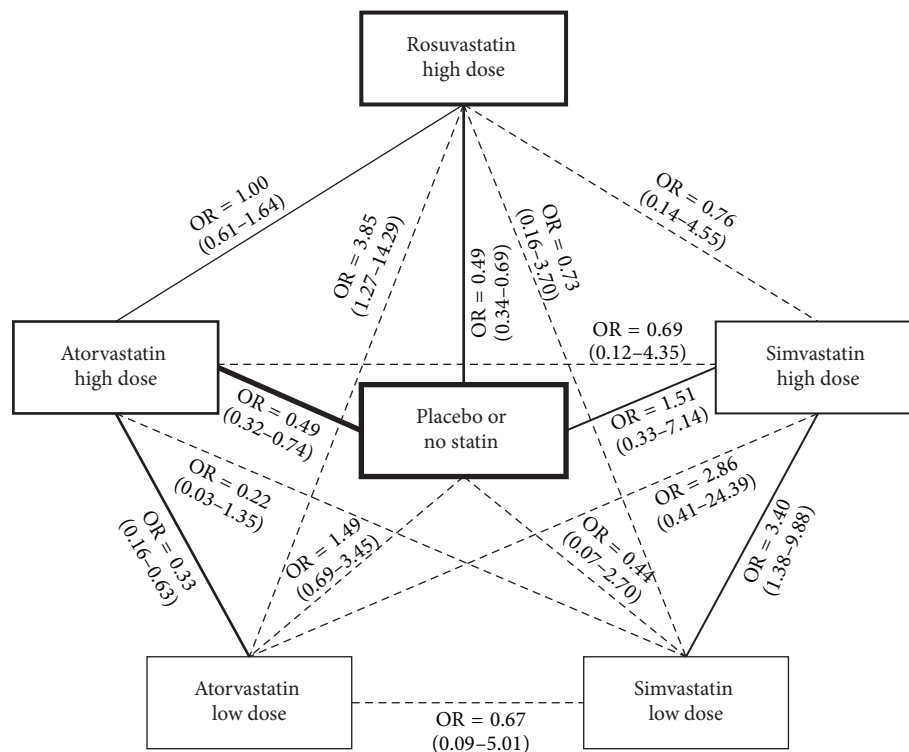 Rosuvastatin
high dose
OR = 1.00
(0.61–1.64)
OR = 3.85
(1.27–14.29)
OR = 0.49
(0.34–0.69)
OR = 0.73
(0.16–3.70)
OR = 0.76
(0.14–4.55)
Atorvastatin
high dose
OR = 0.69
(0.12–4.35)
Simvastatin
high dose
OR = 0.49
(0.32–0.74)
Placebo or
no statin
OR = 1.51
(0.33–7.14)
OR = 0.22
(0.03–1.35)
OR = 2.86
(0.41–24.39)
OR = 0.33
(0.16–0.63)
OR = 1.49
(0.69–3.45)
OR = 0.44
(0.07–2.70)
OR = 3.40
(1.38–9.88)
Atorvastatin
low dose
OR = 0.67
(0.09–5.01)
Simvastatin
low dose